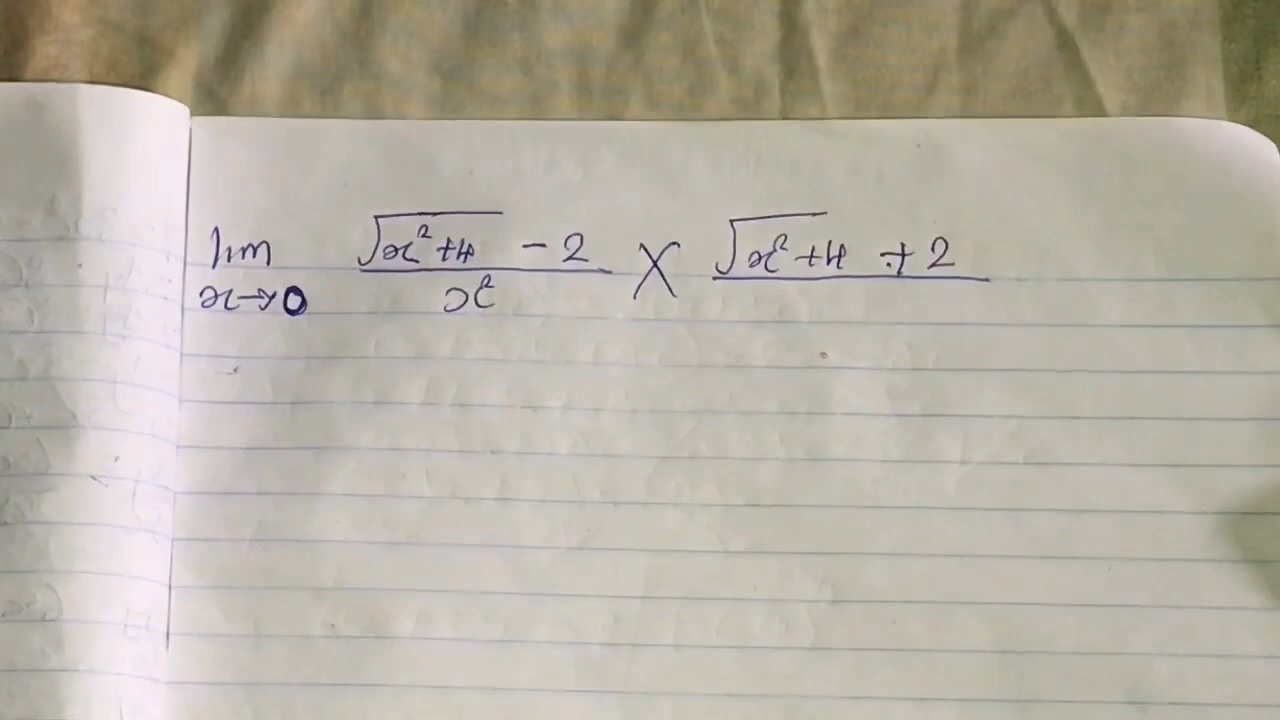 lim √x²+4 - 2 × √x²+4 + 2
x→0 x²